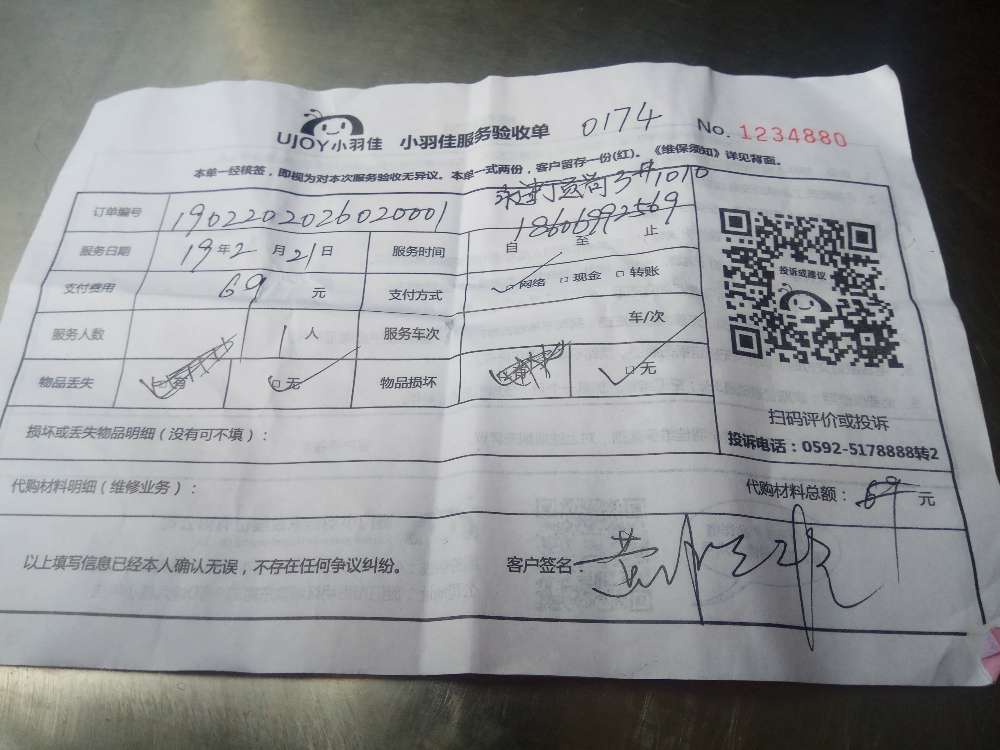 UJOY小羽佳 小羽佳服务验收单 0174 No. 1234880
本单一经核签，即视为对本次服务验收无异议。本单一式两份，客户留存一份(红)。《维保须知》详见背面。
1010
订单编号 1902202026020001 18606992569
服务日期 19年2月21日 服务时间 自 至 止
支付费用 69 元 支付方式 网络 现金 转账
服务人数 1人 服务车次 车/次
物品丢失 有 无 物品损坏 有 无
投诉或建议
扫码评价或投诉
投诉电话：0592-5178888转2
损坏或丢失物品明细（没有可不填）：
代购材料明细（维修业务）： 代购材料总额：69元
以上填写信息已经本人确认无误，不存在任何争议纠纷。 客户签名：